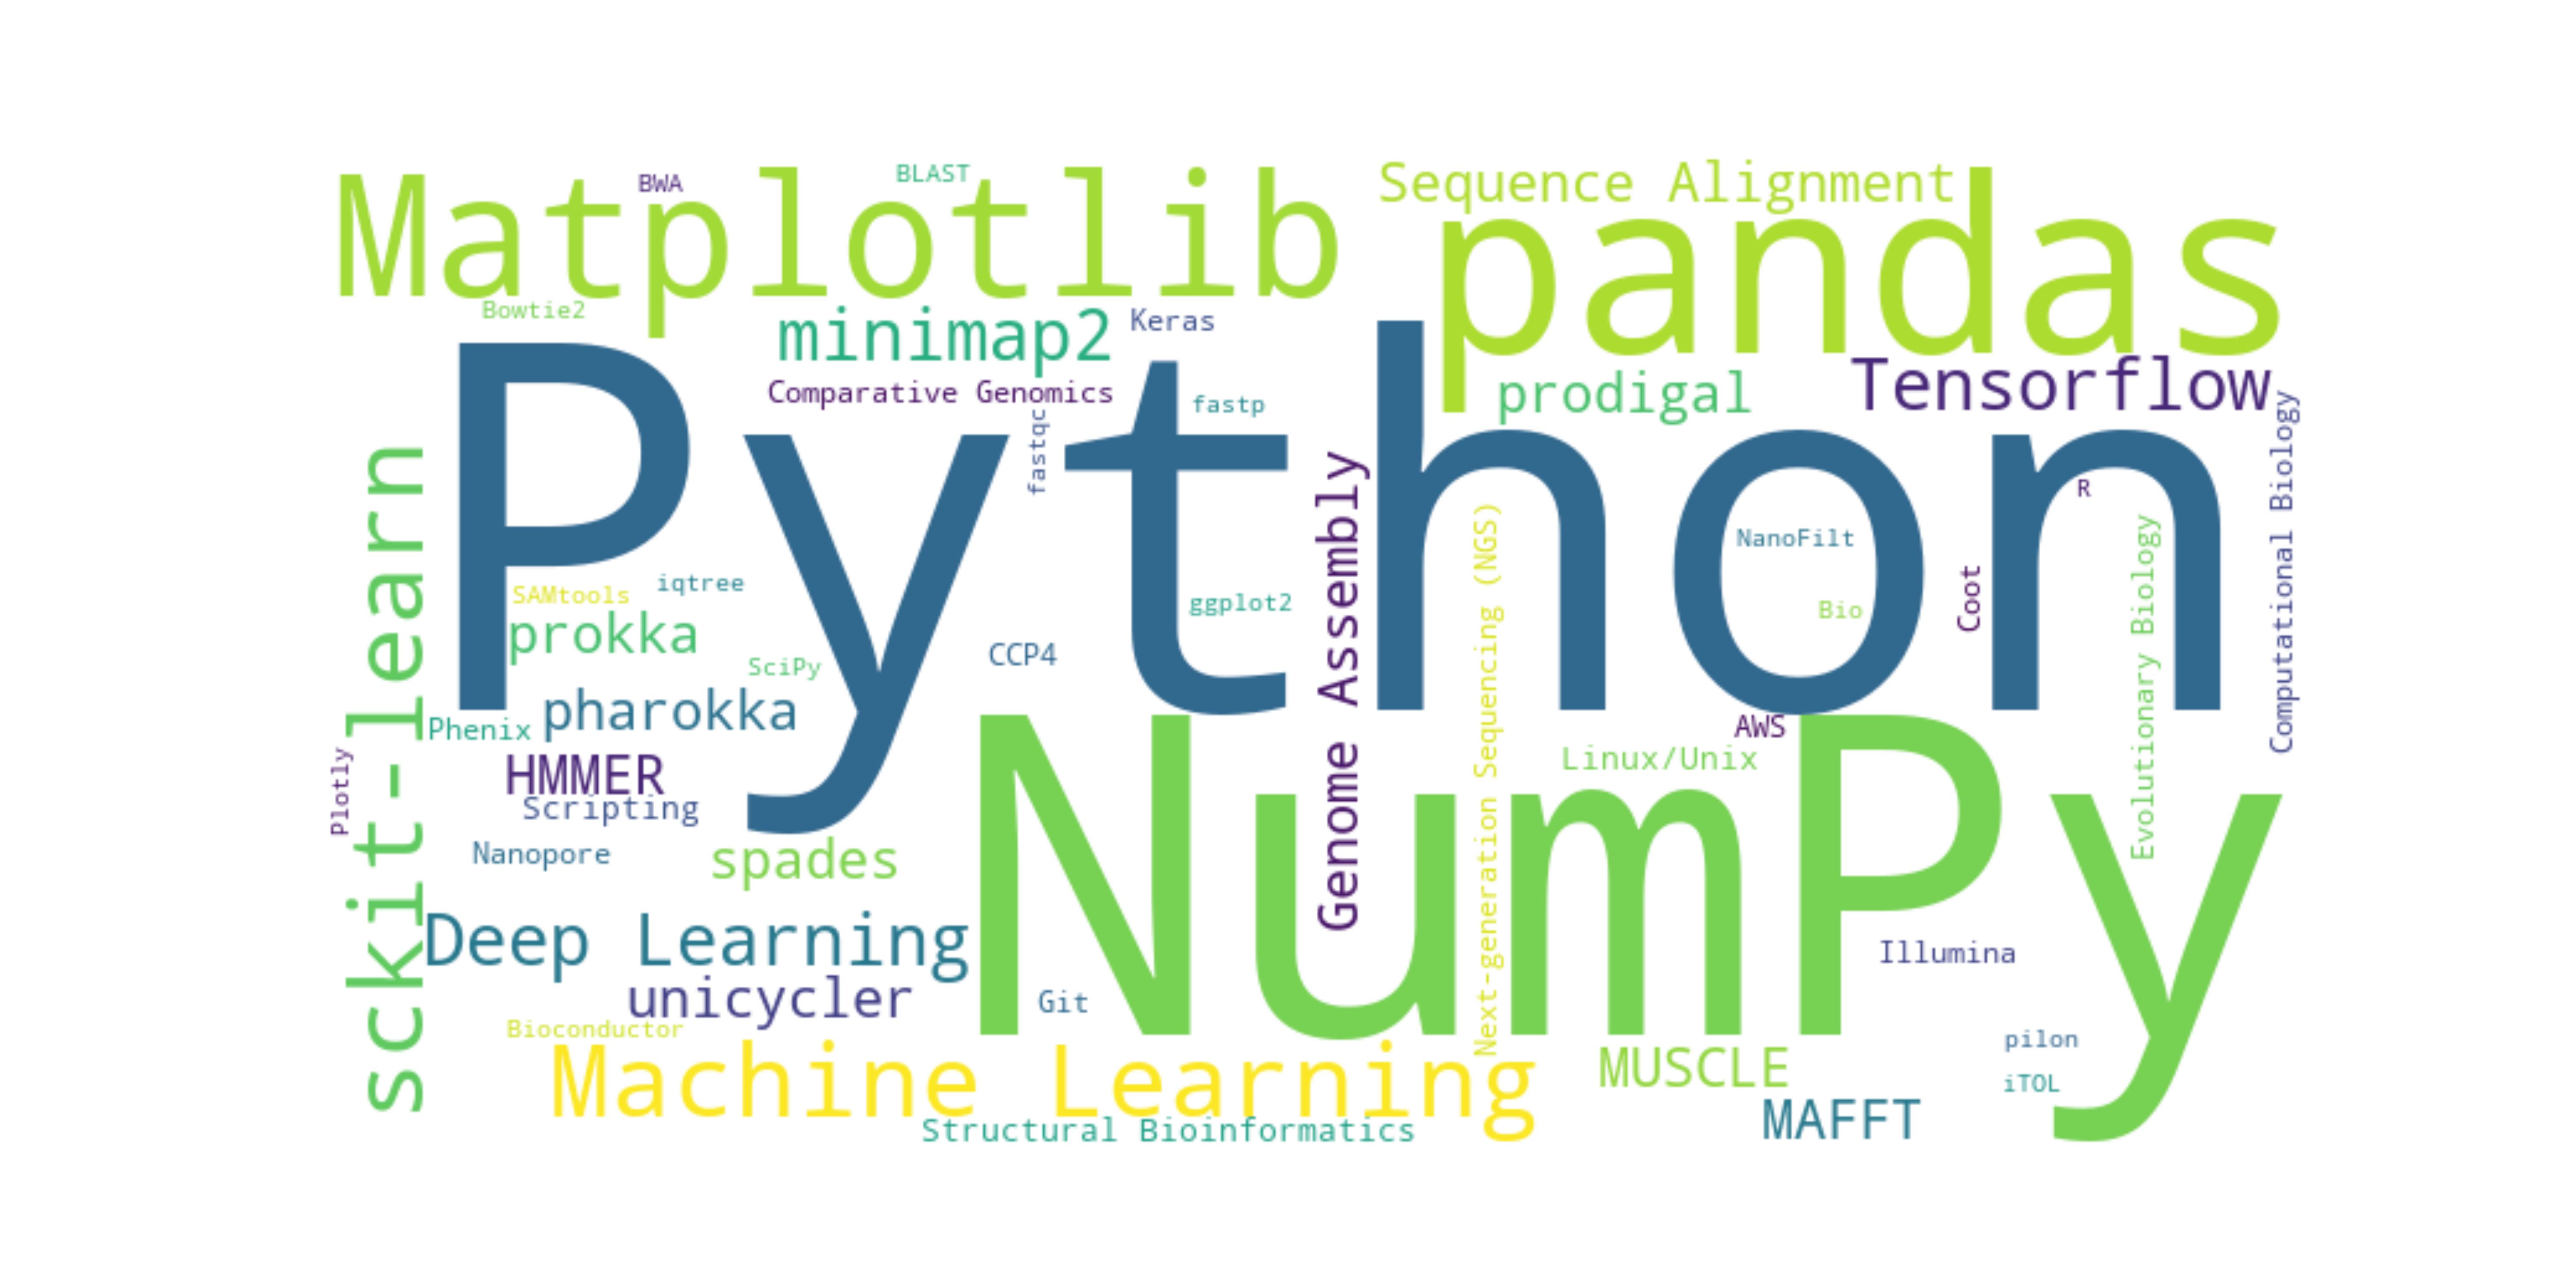 Matplotlib
BWA
BLAST
Sequence Alignment
pandas
Bowtie2
minimap2
Keras
Comparative Genomics
fastqc
fastp
prodigal
Tensorflow
Python
sckit-learn
Genome Assembly
Next-generation Sequencing (NGS)
NanoFilt
Bio
Coot
R
Evolutionary Biology
Computational Biology
SAMtools
iqtree
prokka
SciPy
CCP4
ggplot2
Phenix
pharokka
Plotly
HMMER
Scripting
Nanopore
spades
AWS
Linux/Unix
NumPy
Deep Learning
unicycler
Git
Illumina
Bioconductor
Machine Learning
MUSCLE
pilon
iTOL
Structural Bioinformatics
MAFFT